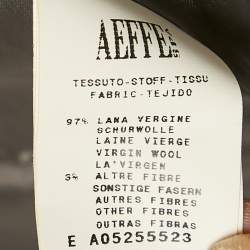 AEFFE
TESSUTO-STOFF-TISSU
FABRIC-TEJIDO
97% LANA VERGINE
SCHURWOLLE
LAINE VIERGE
VIRGIN WOOL
LA VIRGEN
3% ALTRE FIBRE
SONSTIGE FASERN
AUTRES FIBRES
OTHER FIBRES
OUTRAS FIBRAS
E A05255523